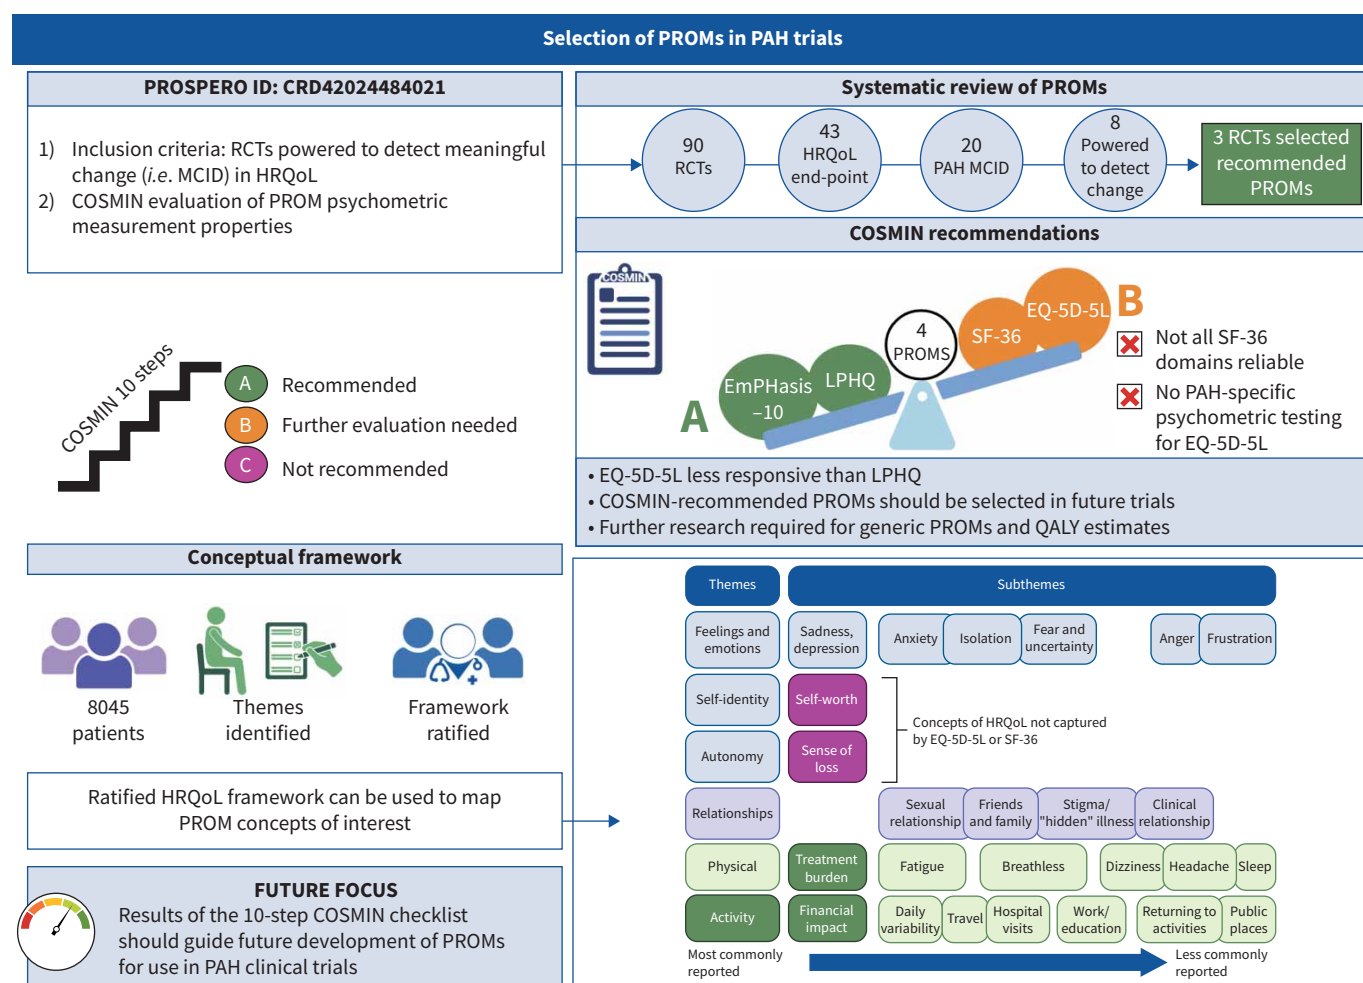 Selection of PROMs in PAH trials
PROSPERO ID: CRD42024484021
1) Inclusion criteria: RCTs powered to detect meaningful
change (i.e. MCID) in HRQoL
2) COSMIN evaluation of PROM psychometric
measurement properties
Systematic review of PROMs
90
RCTs
43
HRQoL
end-point
20
PAH MCID
8
Powered
to detect
change
3 RCTs selected
recommended
PROMs
COSMIN 10 steps
A Recommended
B Further evaluation needed
C Not recommended
COSMIN recommendations
COSMIN
A
EmPHasis
–10
LPHQ
4
PROMS
SF-36
EQ-5D-5L
B
Not all SF-36
domains reliable
No PAH-specific
psychometric testing
for EQ-5D-5L
• EQ-5D-5L less responsive than LPHQ
• COSMIN-recommended PROMs should be selected in future trials
• Further research required for generic PROMs and QALY estimates
Conceptual framework
8045
patients
Themes
identified
Framework
ratified
Ratified HRQoL framework can be used to map
PROM concepts of interest
FUTURE FOCUS
Results of the 10-step COSMIN checklist
should guide future development of PROMs
for use in PAH clinical trials
Themes
Subthemes
Feelings and
emotions
Sadness,
depression
Anxiety
Isolation
Fear and
uncertainty
Anger
Frustration
Self-identity
Self-worth
Autonomy
Sense of
loss
Concepts of HRQoL not captured
by EQ-5D-5L or SF-36
Relationships
Sexual
relationship
Friends
and family
Stigma/
"hidden" illness
Clinical
relationship
Physical
Treatment
burden
Fatigue
Breathless
Dizziness
Headache
Sleep
Activity
Financial
impact
Daily
variability
Travel
Hospital
visits
Work/
education
Returning to
activities
Public
places
Most commonly
reported
Less commonly
reported